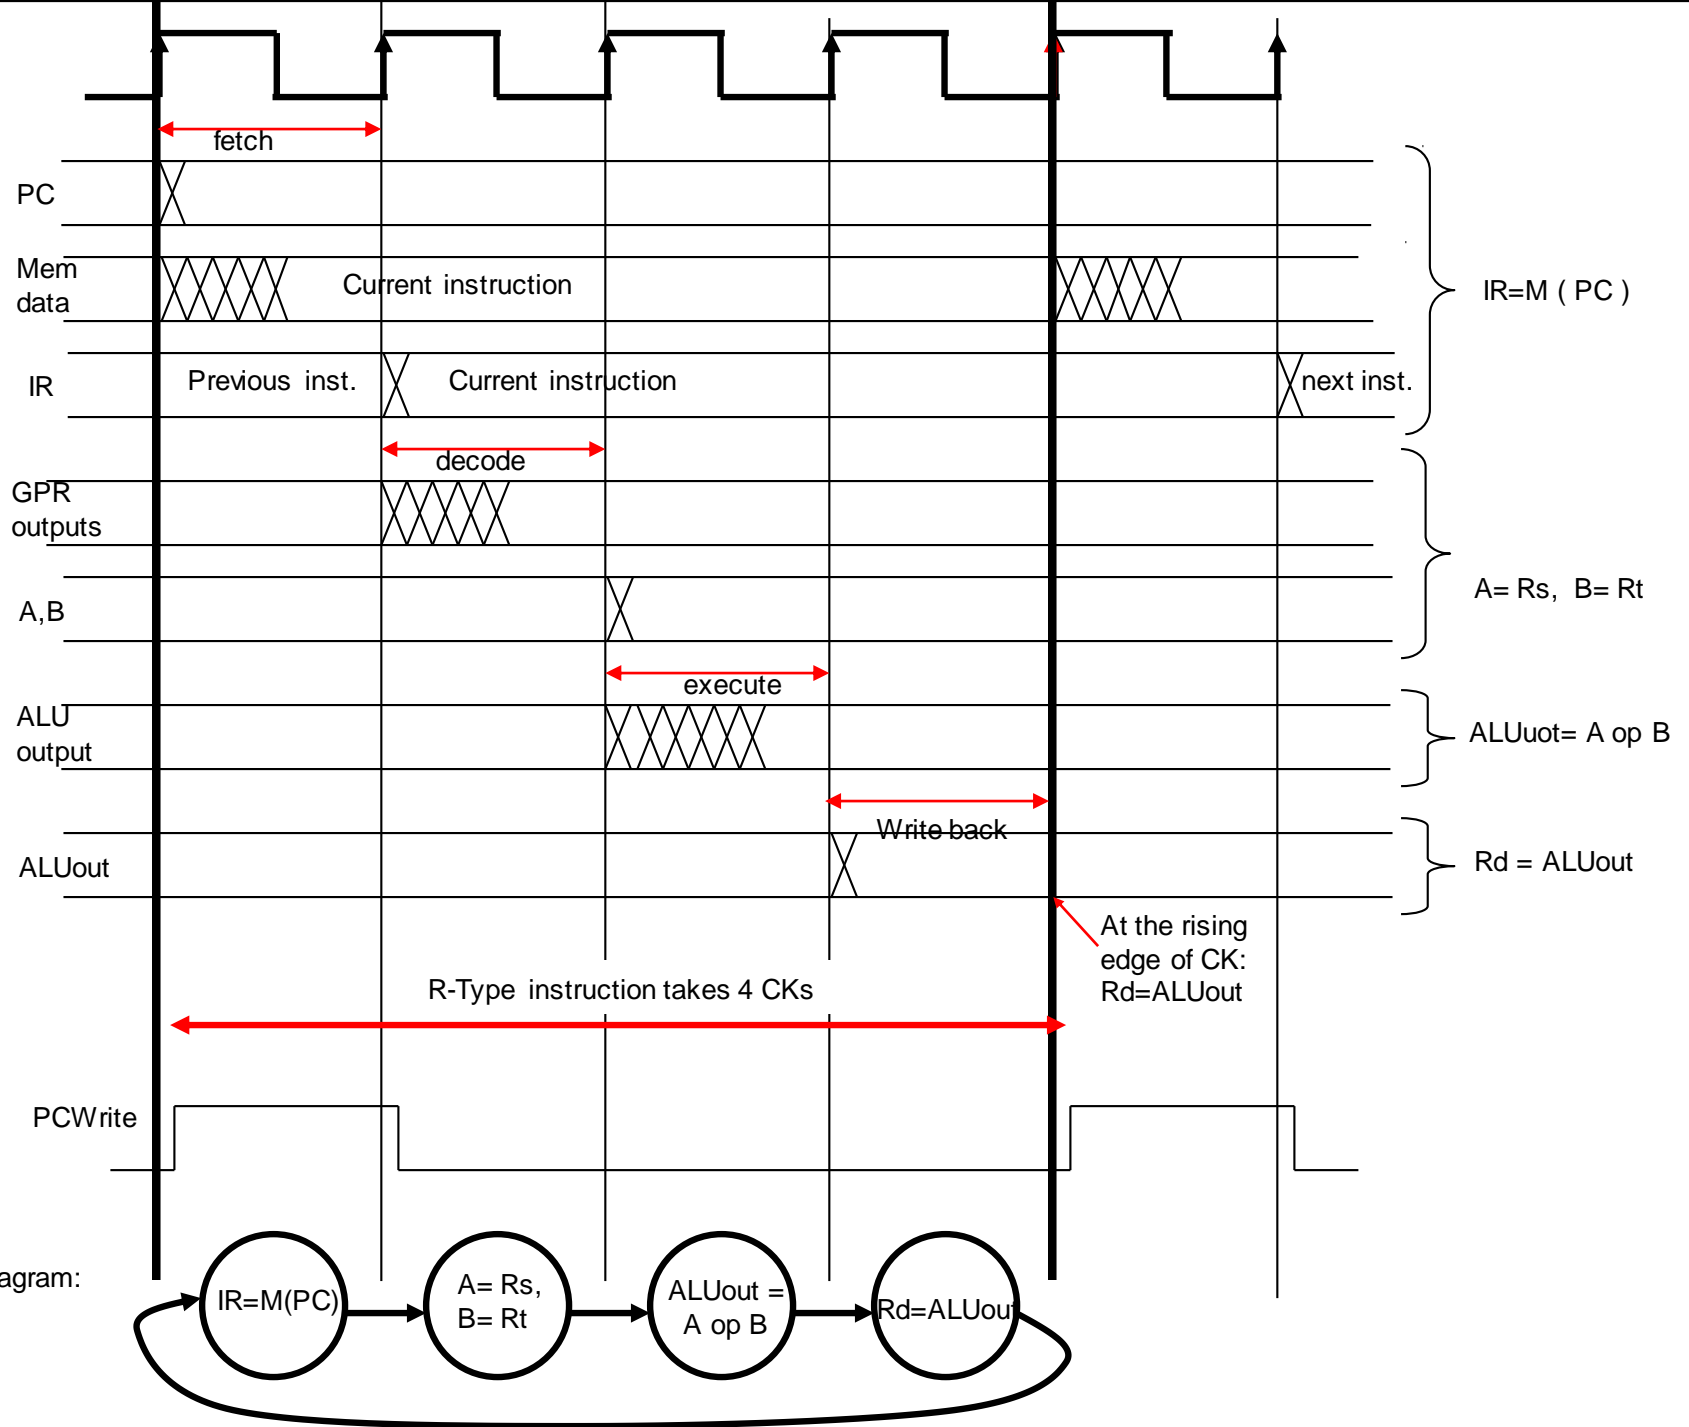 fetch
PC
Mem
data
Current instruction
IR=M ( PC )
IR
Previous inst.
Current instruction
next inst.
decode
GPR
outputs
A,B
A= Rs, B= Rt
execute
ALU
output
ALUuot= A op B
Write back
ALUout
Rd = ALUout
At the rising
edge of CK:
Rd=ALUout
R-Type instruction takes 4 CKs
PCWrite
agram:
IR=M(PC)
A= Rs,
B= Rt
ALUout =
A op B
Rd=ALUout